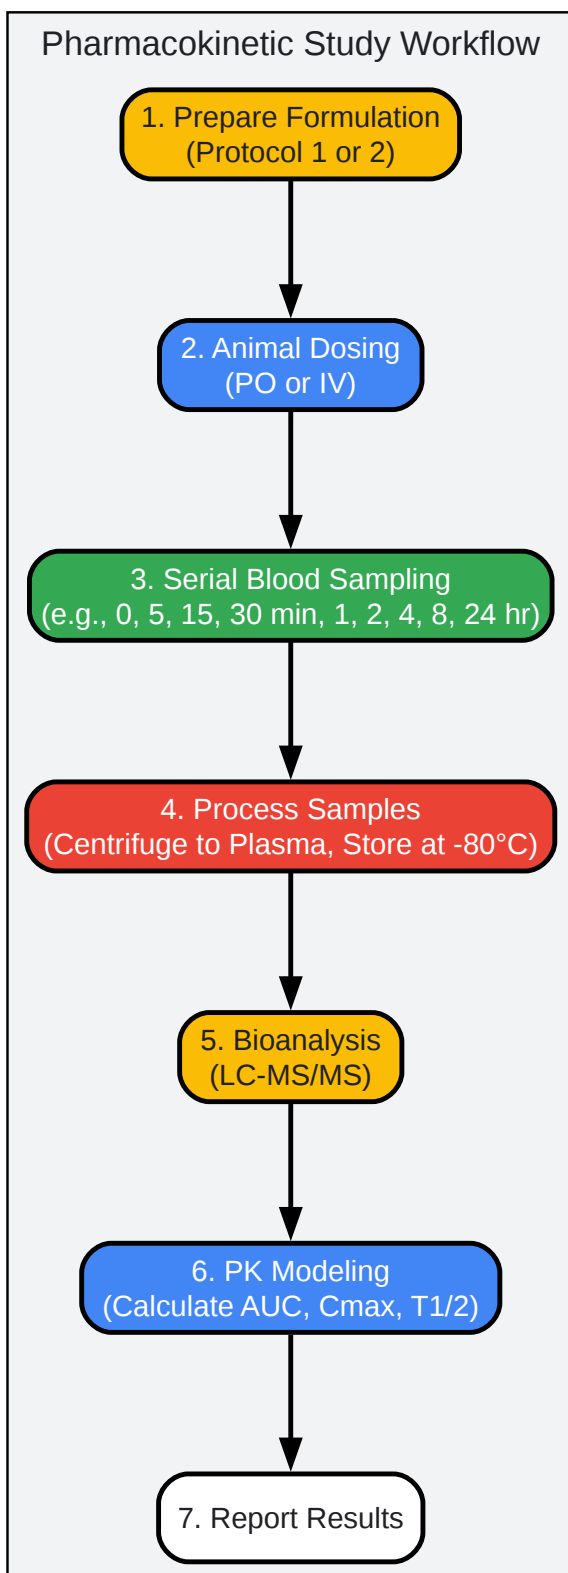 Pharmacokinetic Study Workflow
1. Prepare Formulation
(Protocol 1 or 2)
2. Animal Dosing
(PO or IV)
3. Serial Blood Sampling
(e.g., 0, 5, 15, 30 min, 1, 2, 4, 8, 24 hr)
4. Process Samples
(Centrifuge to Plasma, Store at -80°C)
5. Bioanalysis
(LC-MS/MS)
6. PK Modeling
(Calculate AUC, Cmax, T1/2)
7. Report Results